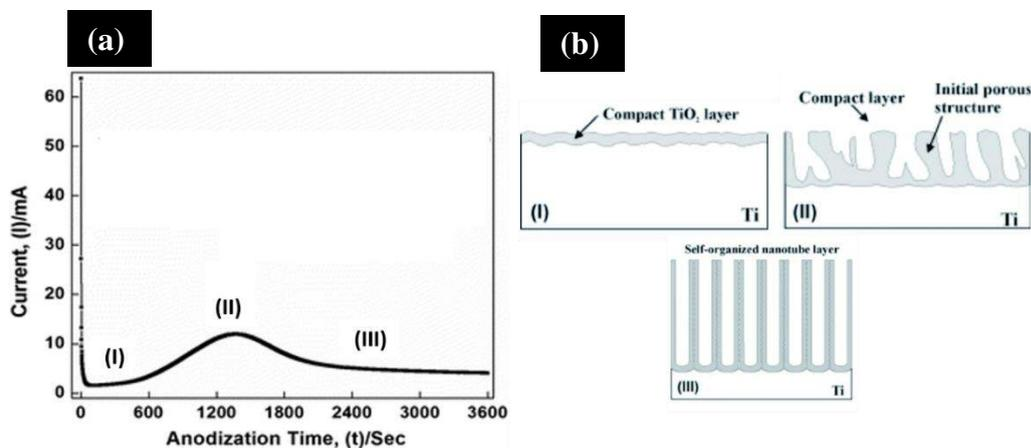 (a)
60
50
40
30
20
10
0
Current, (I)/mA
(I)
(II)
(III)
0 600 1200 1800 2400 3000 3600
Anodization Time, (t)/Sec
(b)
Compact TiO₂ layer
(I)
Ti
Compact layer
Initial porous
structure
(II)
Ti
Self-organized nanotube layer
(III)
Ti